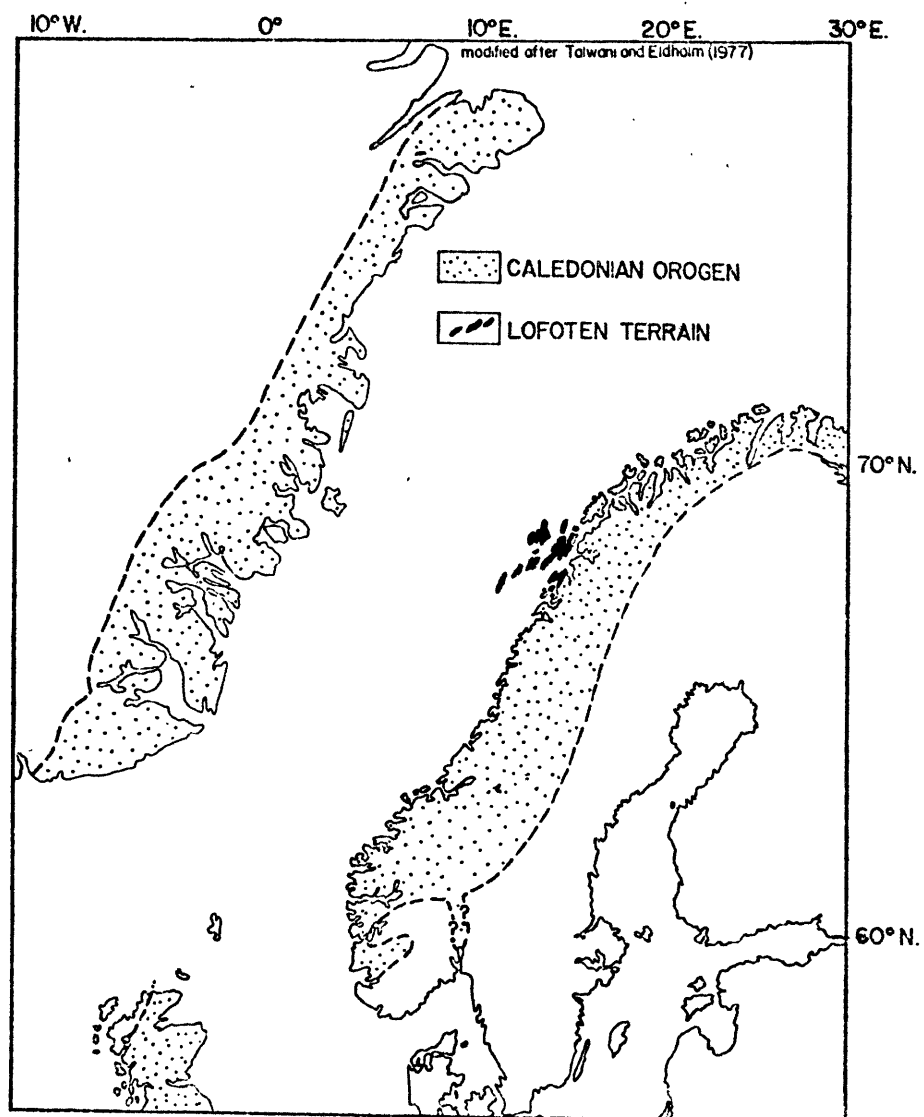 10°W. 0° 10°E. 20°E. 30°E.
modified after Talwani and Eldholm (1977)
CALEDONIAN OROGEN
LOFOTEN TERRAIN
70°N.
60°N.